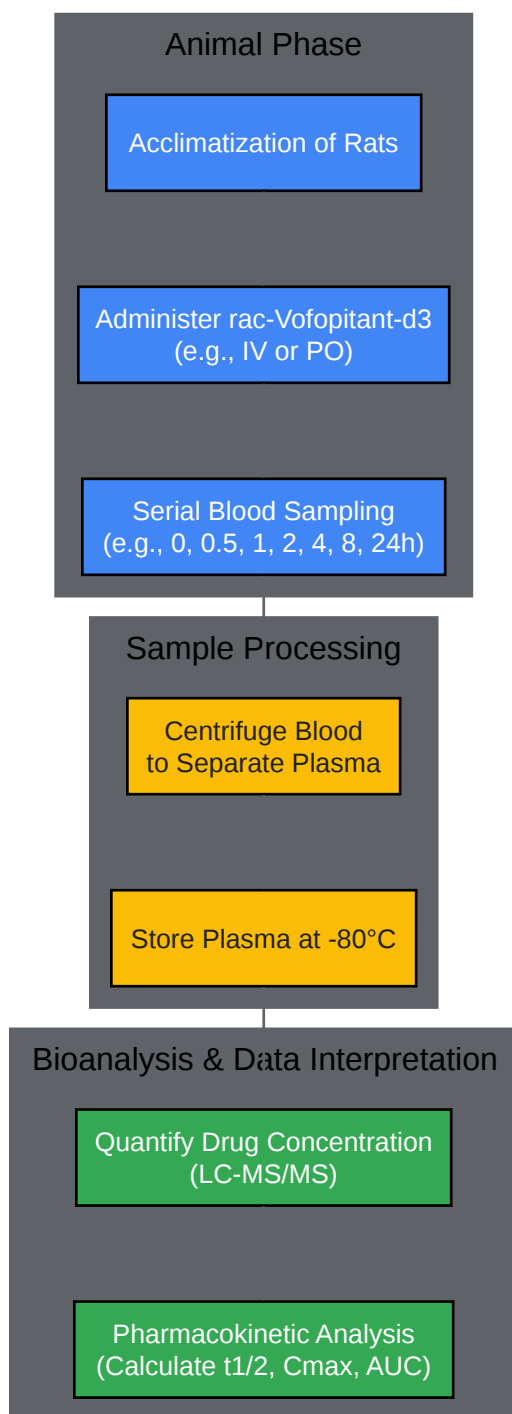 Animal Phase
Acclimatization of Rats
Administer rac-Vofopitant-d3
(e.g., IV or PO)
Serial Blood Sampling
(e.g., 0, 0.5, 1, 2, 4, 8, 24h)
Sample Processing
Centrifuge Blood
to Separate Plasma
Store Plasma at -80°C
Bioanalysis & Data Interpretation
Quantify Drug Concentration
(LC-MS/MS)
Pharmacokinetic Analysis
(Calculate t1/2, Cmax, AUC)